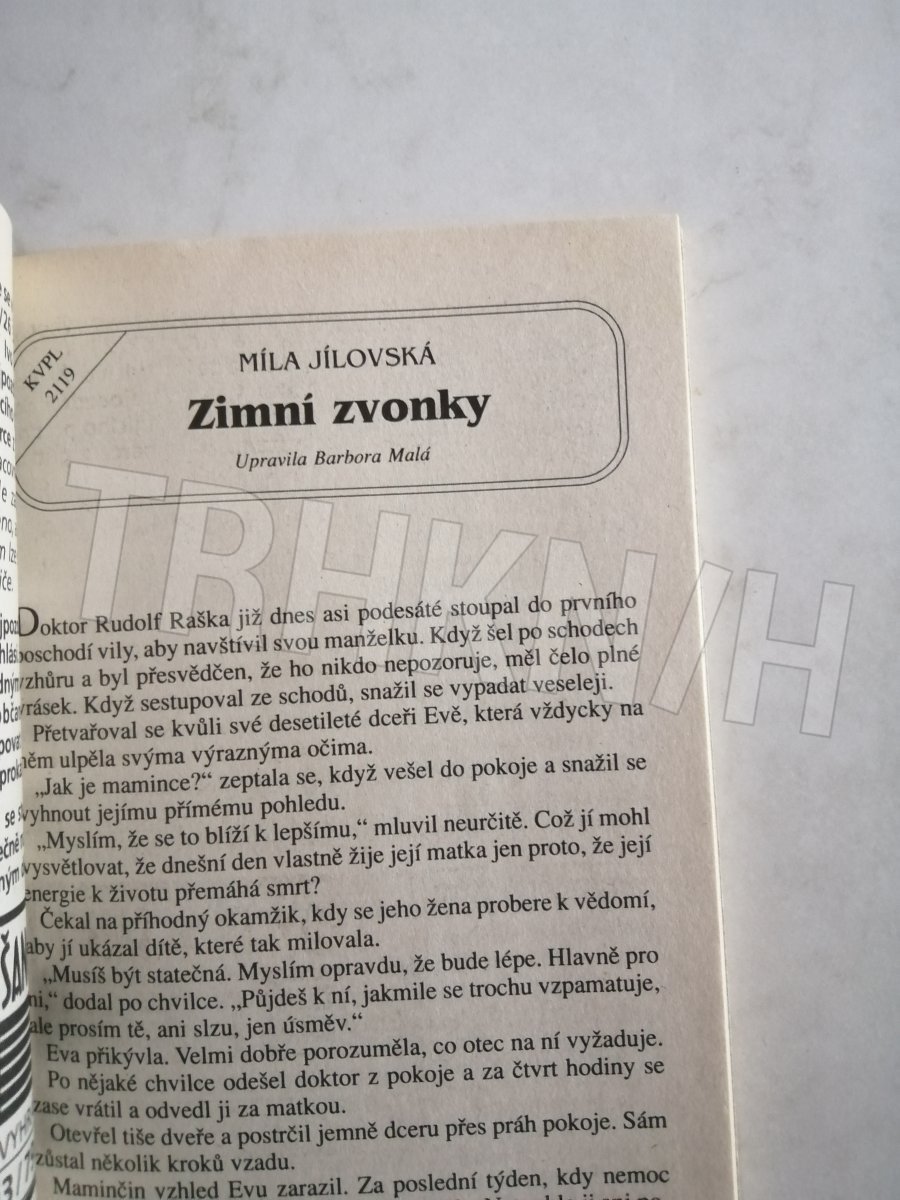 KVPL
2119
MÍLA JÍLOVSKÁ
Zimní zvonky
Upravila Barbora Malá
TRHKNIH
Doktor Rudolf Raška již dnes asi podesáté stoupal do prvního
poschodí vily, aby navštívil svou manželku. Když šel po schodech
vzhůru a byl přesvědčen, že ho nikdo nepozoruje, měl čelo plné
vrásek. Když sestupoval ze schodů, snažil se vypadat veseleji.
Přetvařoval se kvůli své desetileté dceři Evě, která vždycky na
něm ulpěla svýma výraznýma očima.
„Jak je mamince?“ zeptala se, když vešel do pokoje a snažil se
vyhnout jejímu přímému pohledu.
„Myslím, že se to blíží k lepšímu,“ mluvil neurčitě. Což jí mohl
vysvětlovat, že dnešní den vlastně žije její matka jen proto, že její
energie k životu přemáhá smrt?
Čekal na příhodný okamžik, kdy se jeho žena probere k vědomí,
aby jí ukázal dítě, které tak milovala.
„Musíš být statečná. Myslím opravdu, že bude lépe. Hlavně pro
ni,“ dodal po chvilce. „Půjdeš k ní, jakmile se trochu vzpamatuje,
ale prosím tě, ani slzu, jen úsměv.“
Eva přikývla. Velmi dobře porozuměla, co otec na ní vyžaduje.
Po nějaké chvilce odešel doktor z pokoje a za čtvrt hodiny se
zase vrátil a odvedl ji za matkou.
Otevřel tiše dveře a postrčil jemně dceru přes práh pokoje. Sám
zůstal několik kroků vzadu.
Maminčin vzhled Evu zarazil. Za poslední týden, kdy nemoc